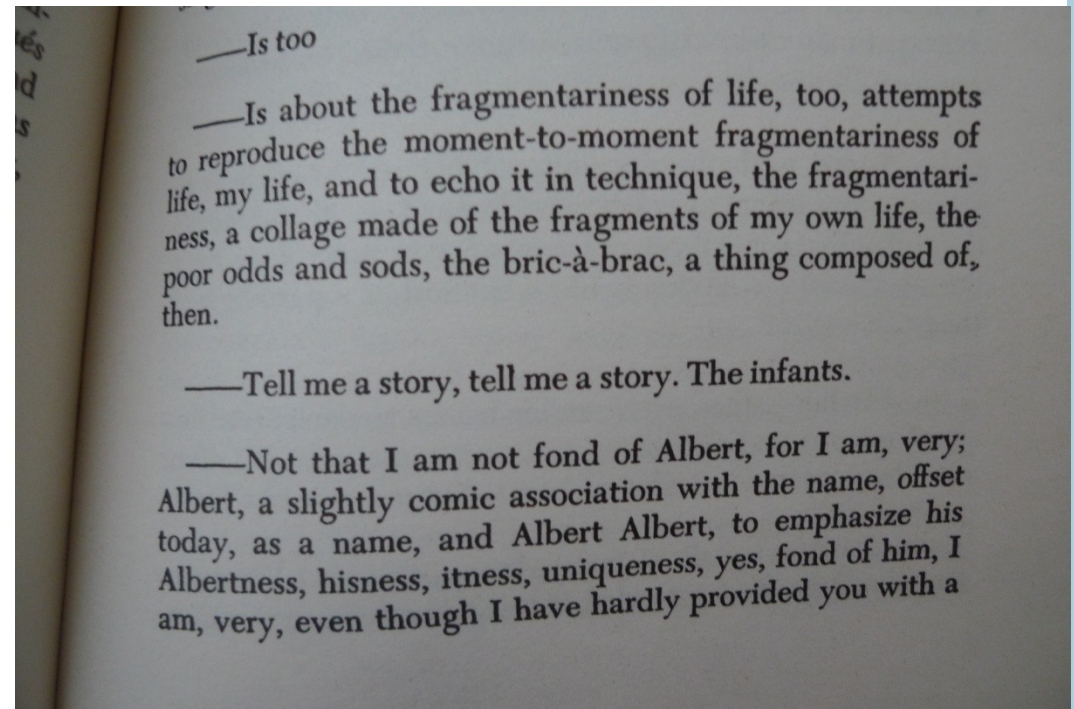 és
d
s
——Is too
——Is about the fragmentariness of life, too, attempts
to reproduce the moment-to-moment fragmentariness of
life, my life, and to echo it in technique, the fragmentari-
ness, a collage made of the fragments of my own life, the
poor odds and sods, the bric-à-brac, a thing composed of,
then.
——Tell me a story, tell me a story. The infants.
——Not that I am not fond of Albert, for I am, very;
Albert, a slightly comic association with the name, offset
today, as a name, and Albert Albert, to emphasize his
Albertness, hisness, itness, uniqueness, yes, fond of him, I
am, very, even though I have hardly provided you with a